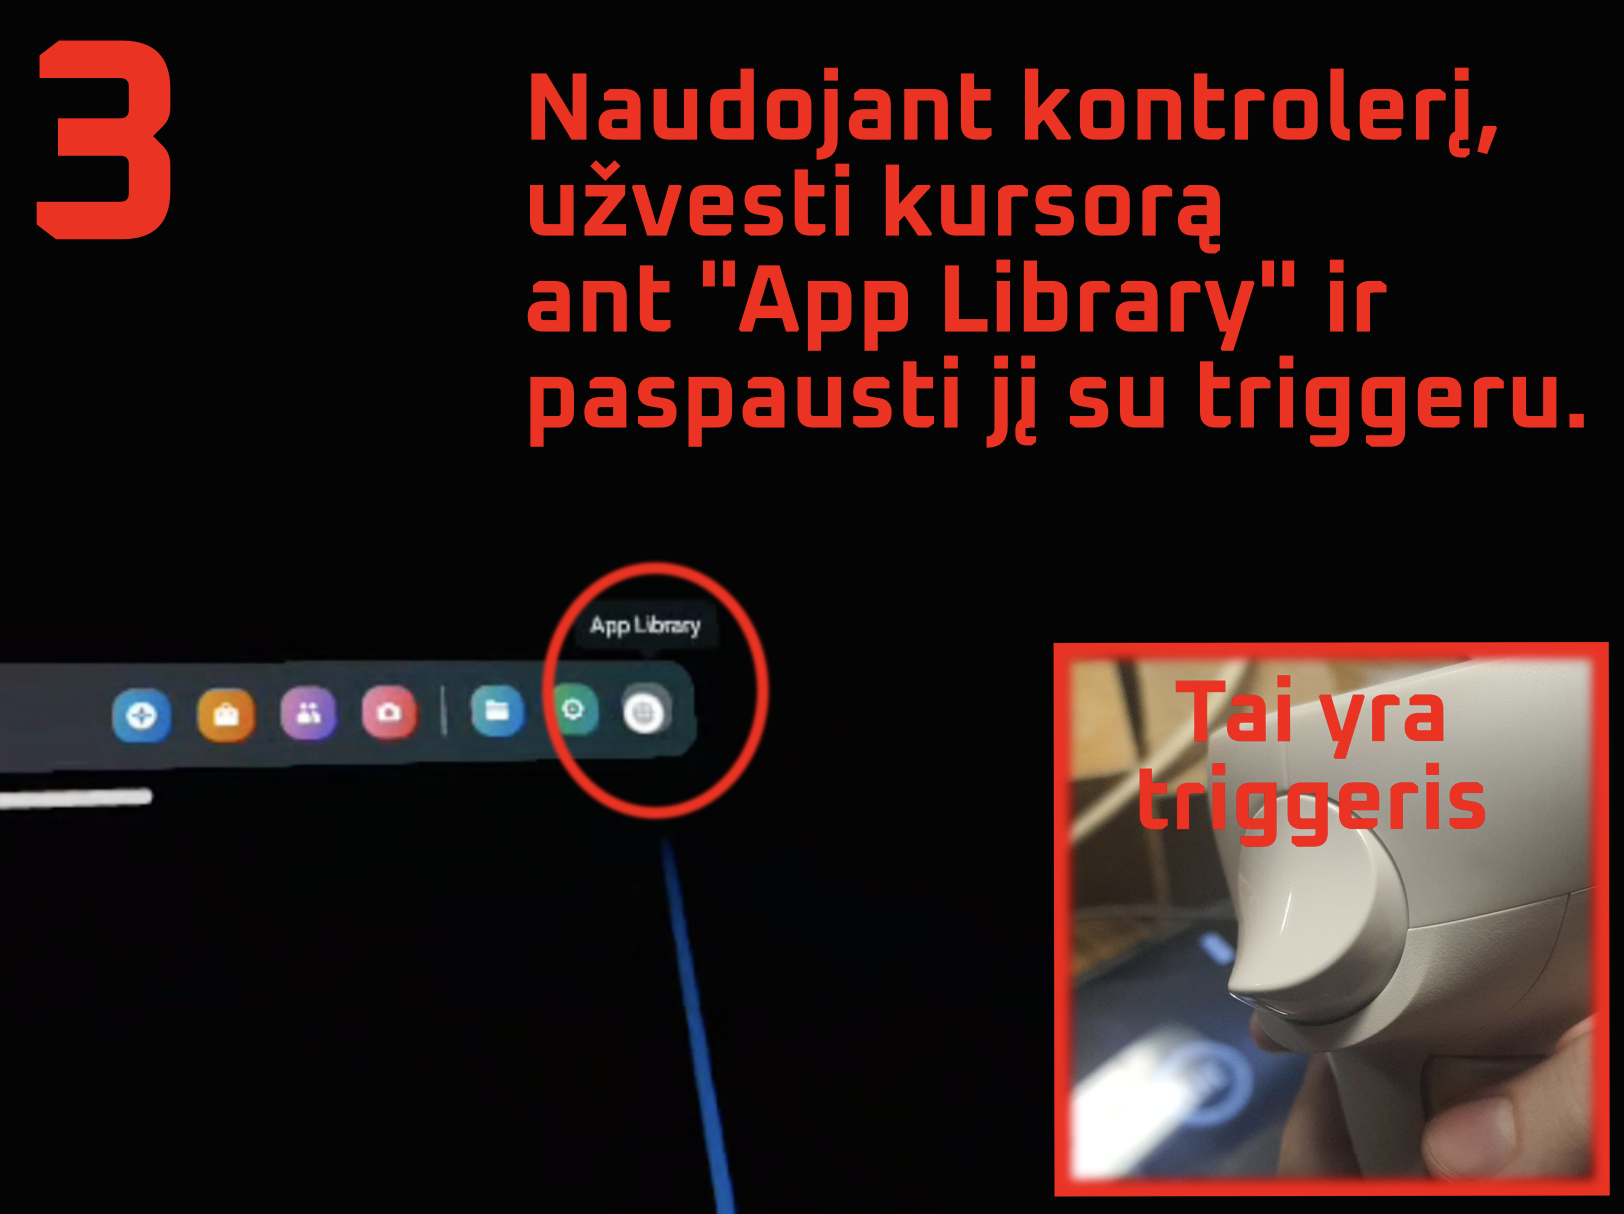 3
Naudojant kontrolerį,
užvesti kursorą
ant "App Library" ir
paspausti jį su triggeru.
App Library
Tai yra
triggeris